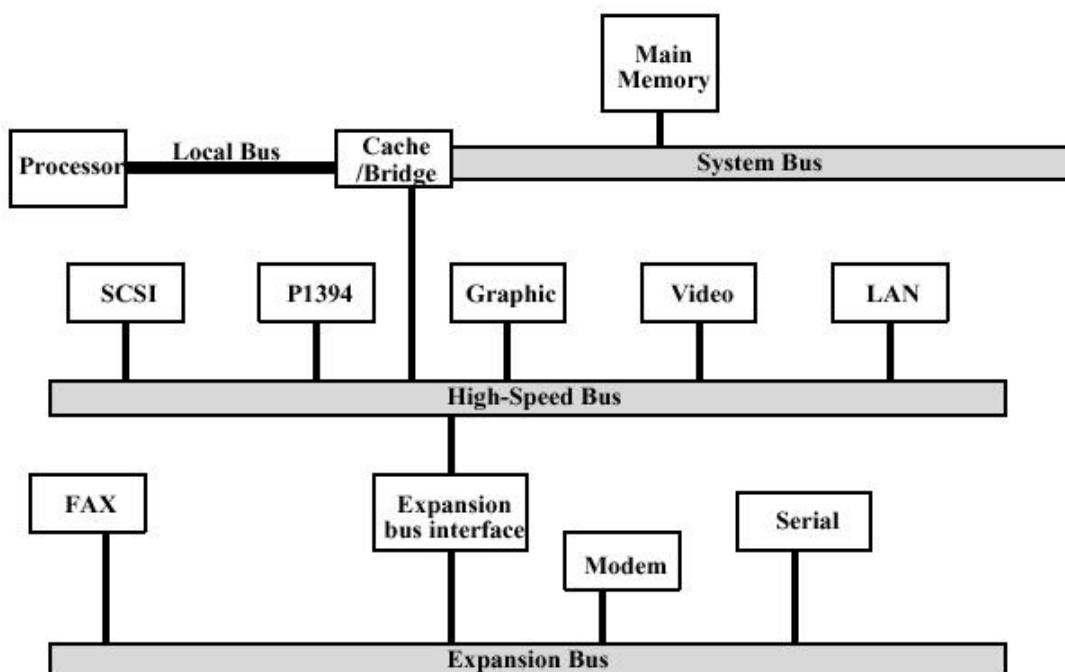 Main
Memory
Processor
Local Bus
Cache
/Bridge
System Bus
SCSI
P1394
Graphic
Video
LAN
High-Speed Bus
FAX
Expansion
bus interface
Modem
Serial
Expansion Bus